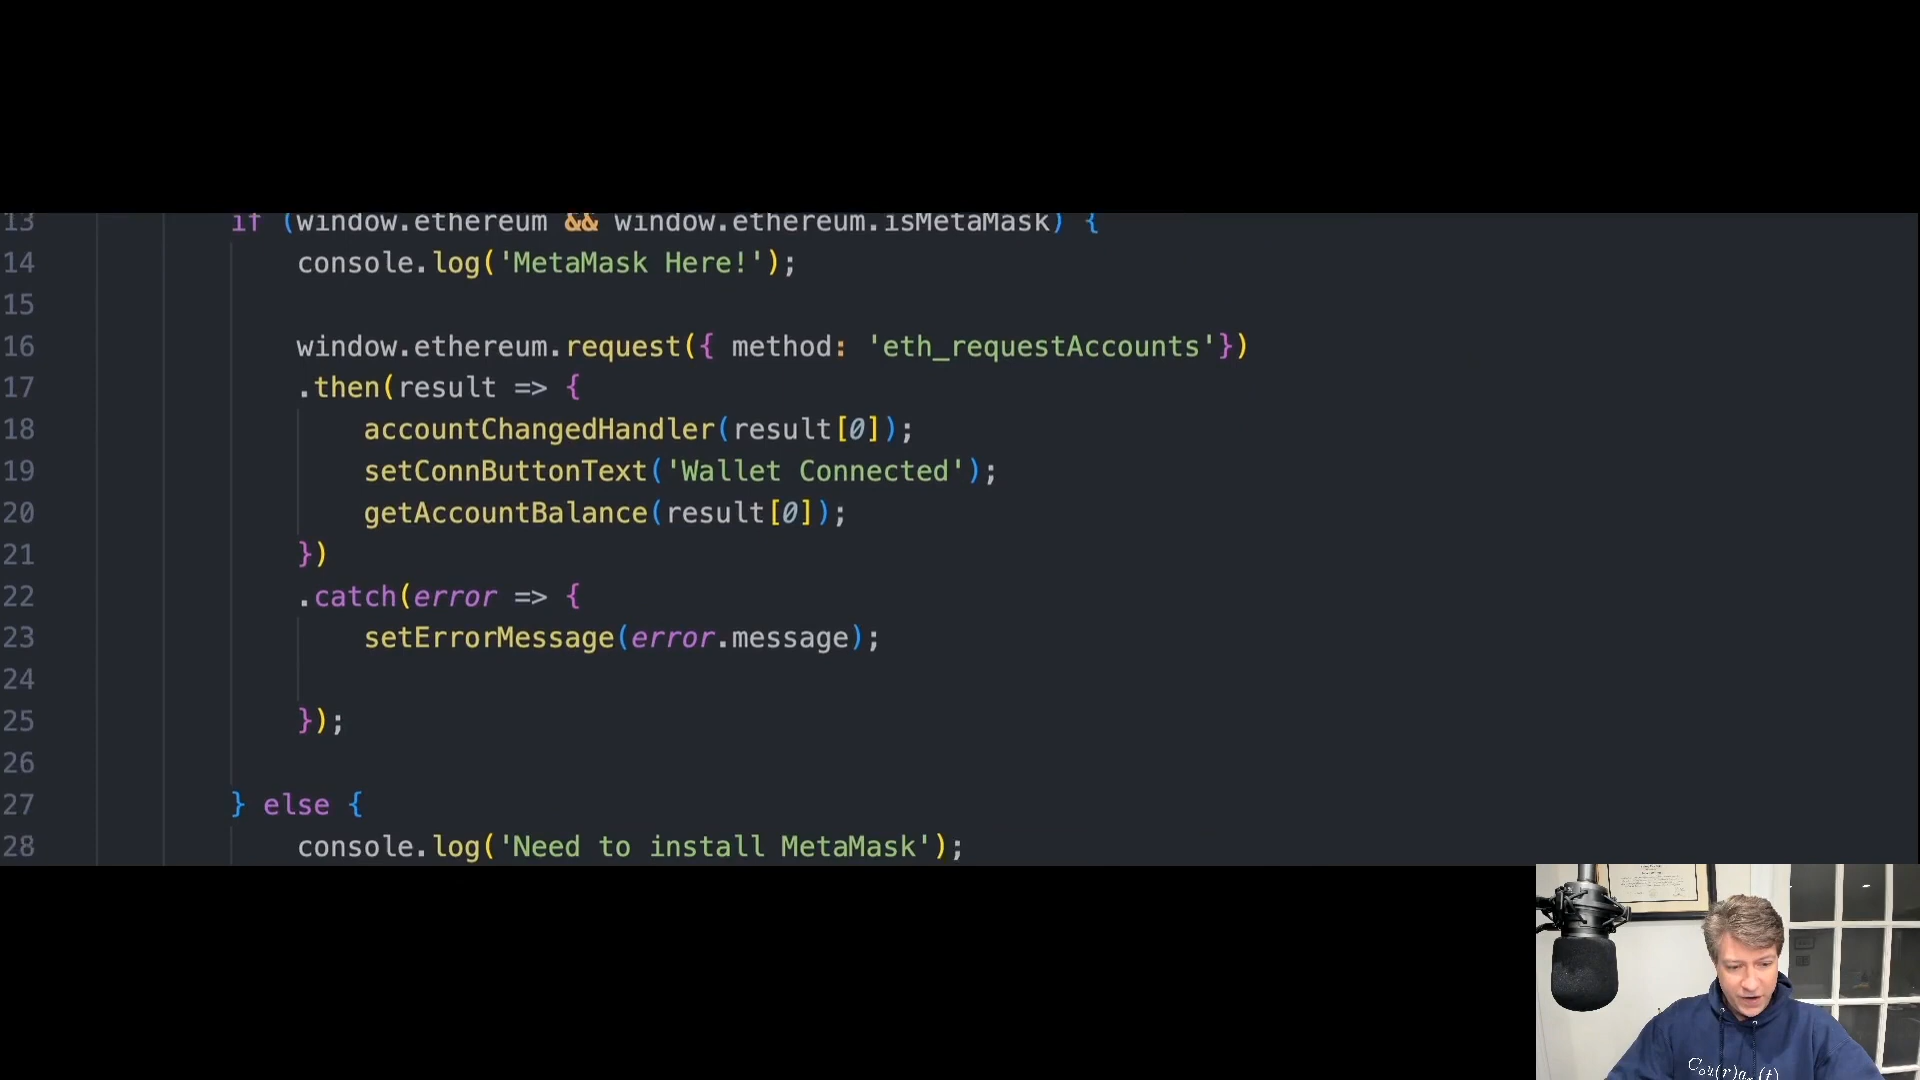 13 if (window.ethereum && window.ethereum.isMetaMask) {
14 console.log('MetaMask Here!');
15
16 window.ethereum.request({ method: 'eth_requestAccounts'})
17 .then(result => {
18 accountChangedHandler(result[0]);
19 setConnButtonText('Wallet Connected');
20 getAccountBalance(result[0]);
21 })
22 .catch(error => {
23 setErrorMessage(error.message);
24
25 });
26
27 } else {
28 console.log('Need to install MetaMask');